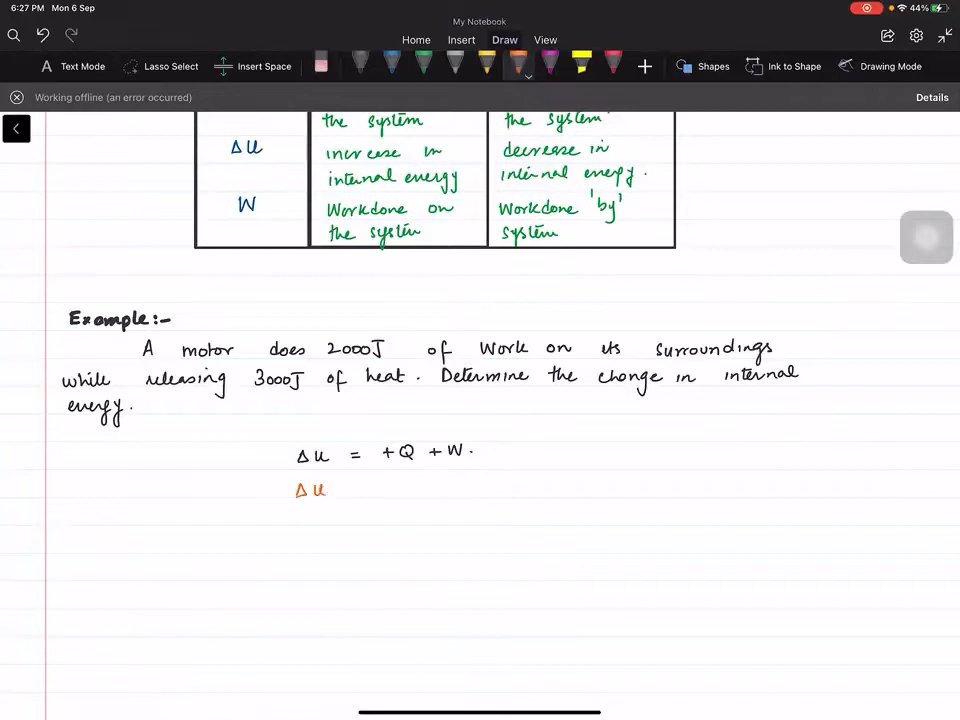 6:27 PM Mon 6 Sep
44%
My Notebook
Home Insert Draw View
Text Mode Lasso Select Insert Space Shapes Ink to Shape Drawing Mode
Working offline (an error occurred) Details
the system the system
ΔU increase in decrease in
internal energy internal energy.
W Workdone on Workdone 'by'
the system system
Example:-
A motor does 2000J of work on its surroundings
while releasing 3000J of heat. Determine the change in internal
energy.
ΔU = +Q +W.
ΔU